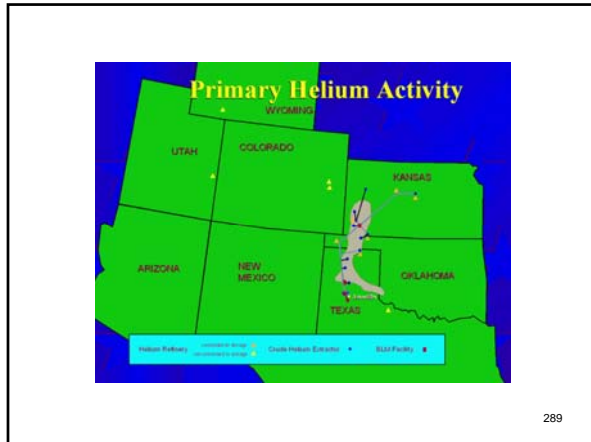 Primary Helium Activity
WYOMING
UTAH
COLORADO
KANSAS
ARIZONA
NEW
MEXICO
OKLAHOMA
TEXAS
Helium Refinery
Crude Helium Extractor
BLM Facility
289